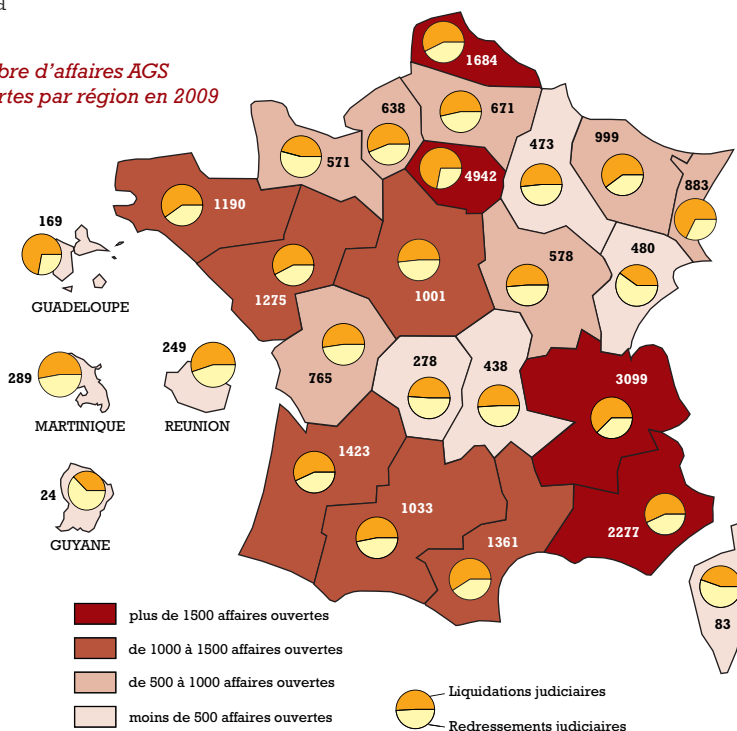 bre d'affaires AGS
rtes par région en 2009
1684
638
671
473
999
571
4942
883
1190
169
578
480
GUADELOUPE
1275
1001
249
278
438
289
765
3099
MARTINIQUE
REUNION
1423
24
1033
GUYANE
1361
2277
83
plus de 1500 affaires ouvertes
de 1000 à 1500 affaires ouvertes
de 500 à 1000 affaires ouvertes
moins de 500 affaires ouvertes
Liquidations judiciaires
Redressements judiciaires